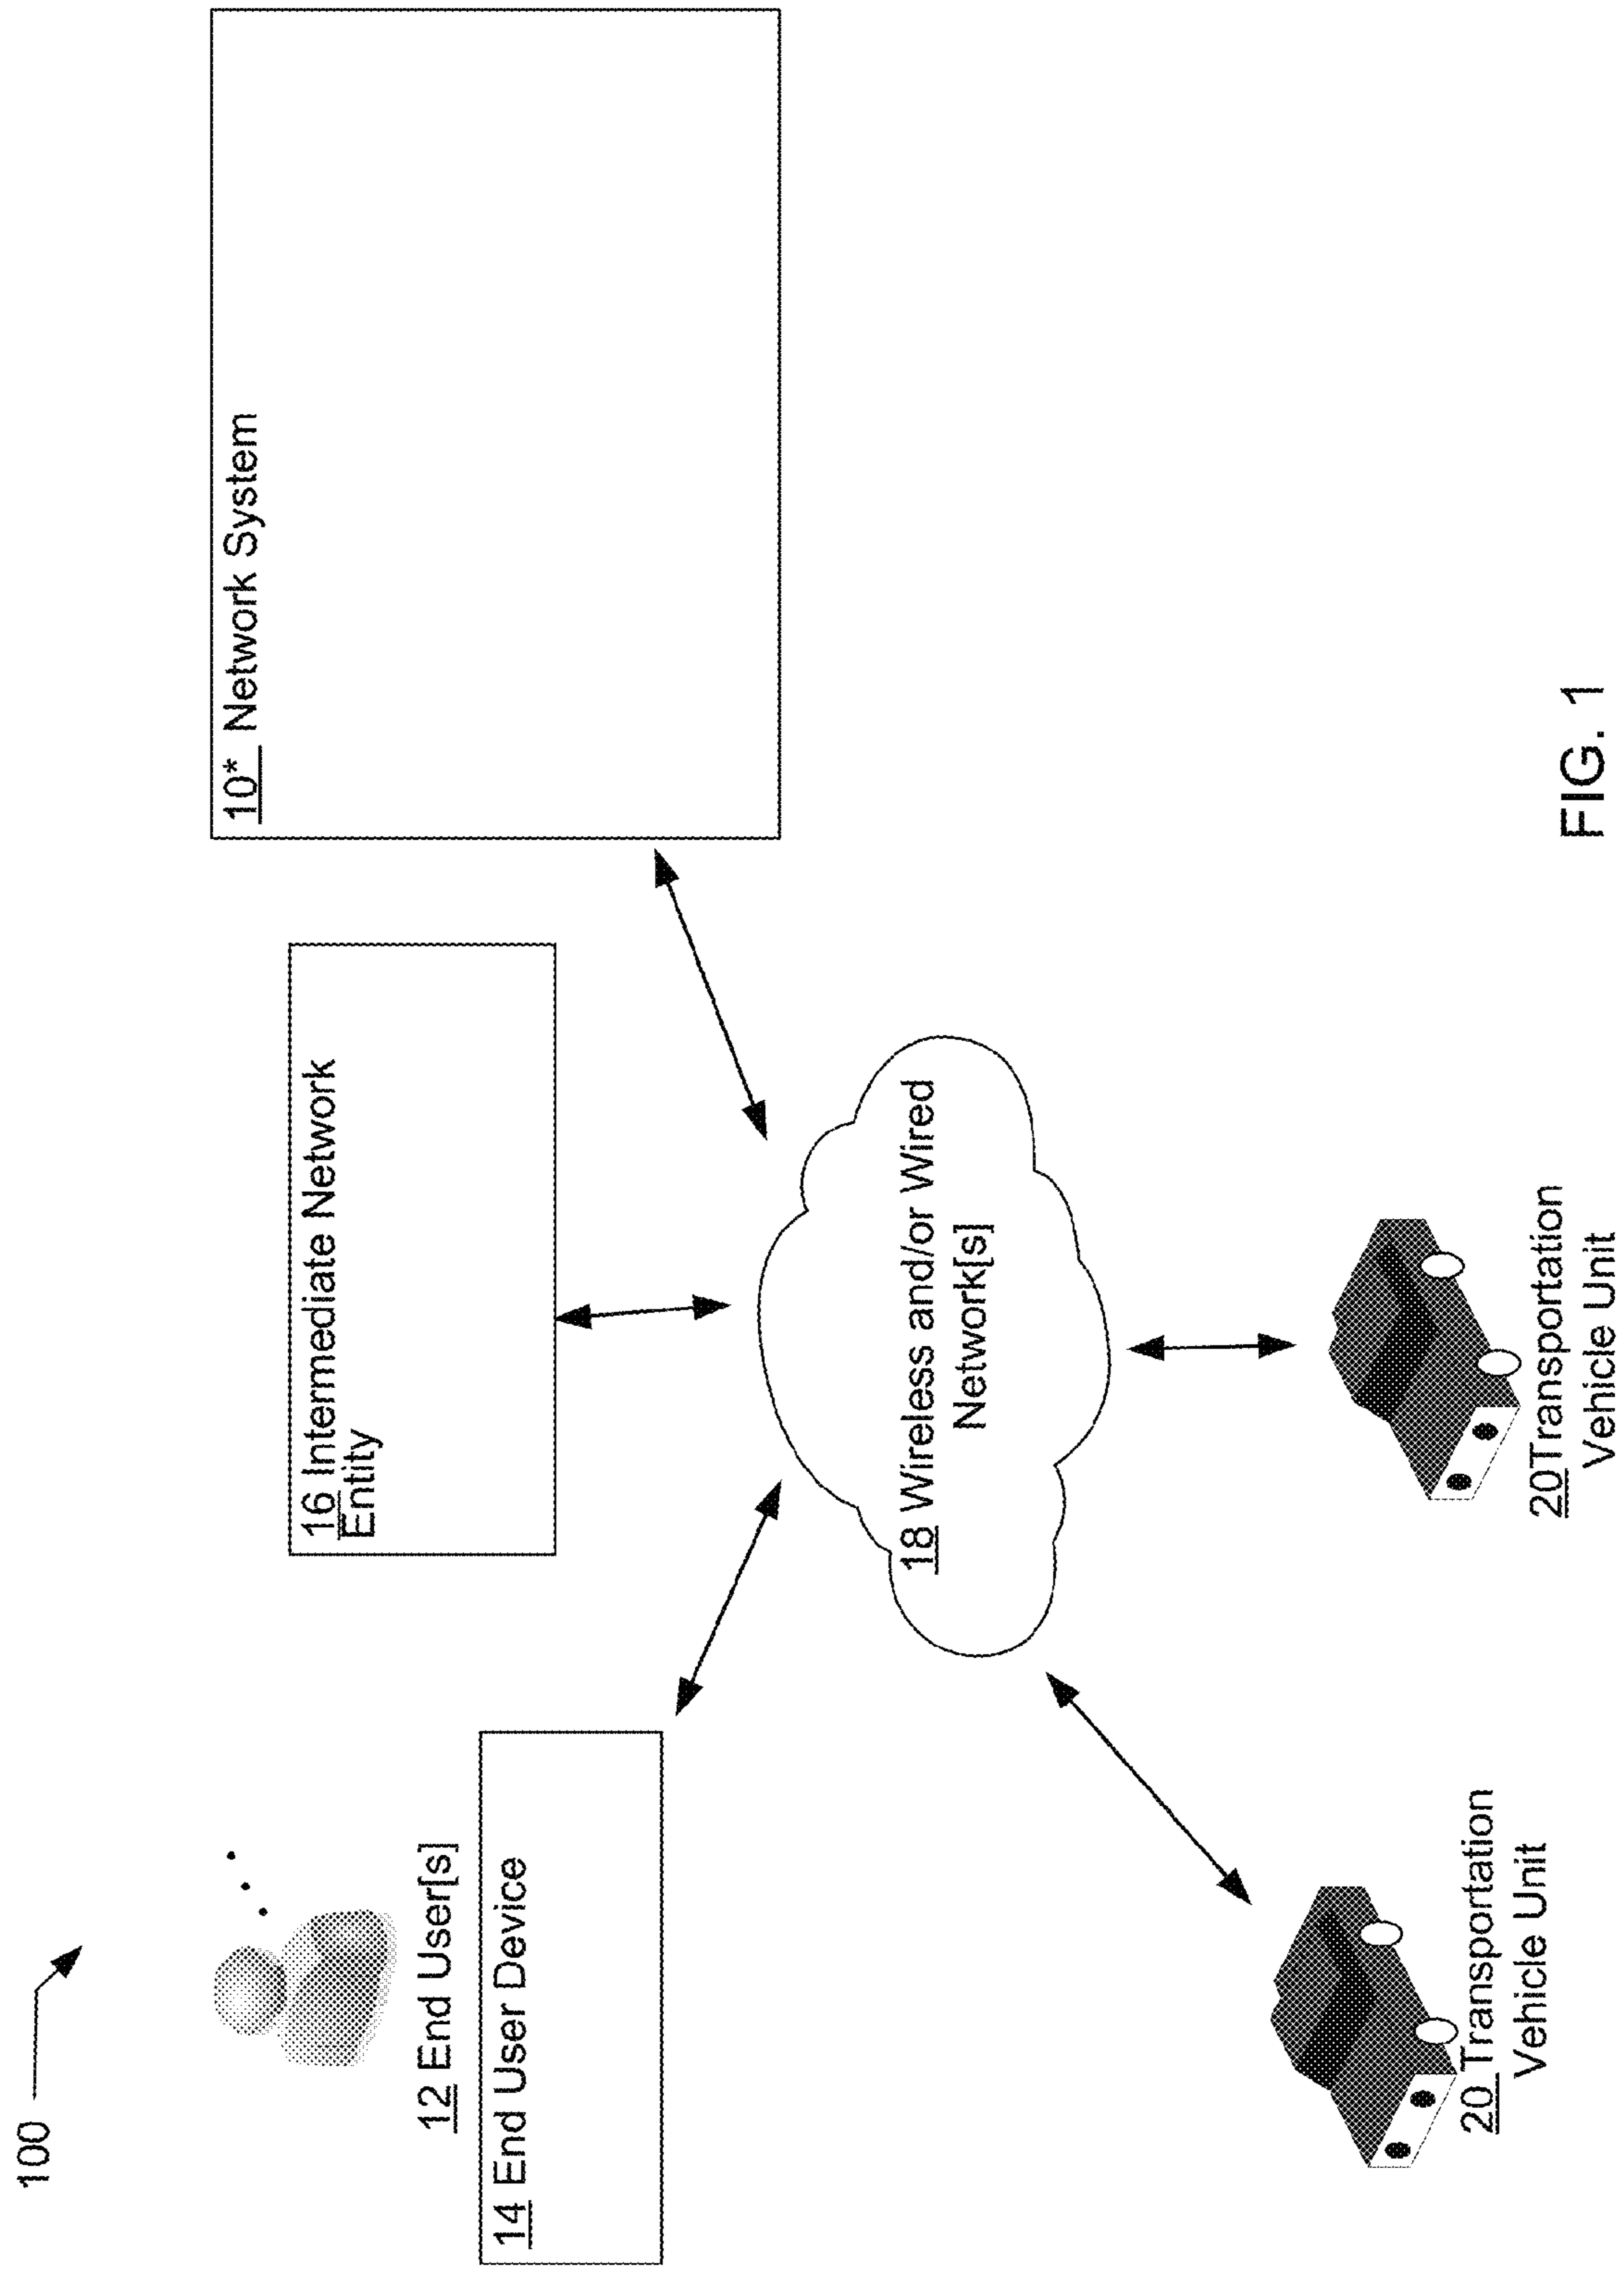 100
12 End User[s]
14 End User Device
16 Intermediate Network
Entity
10* Network System
18 Wireless and/or Wired
Network[s]
20 Transportation
Vehicle Unit
20Transportation
Vehicle Unit
FIG. 1